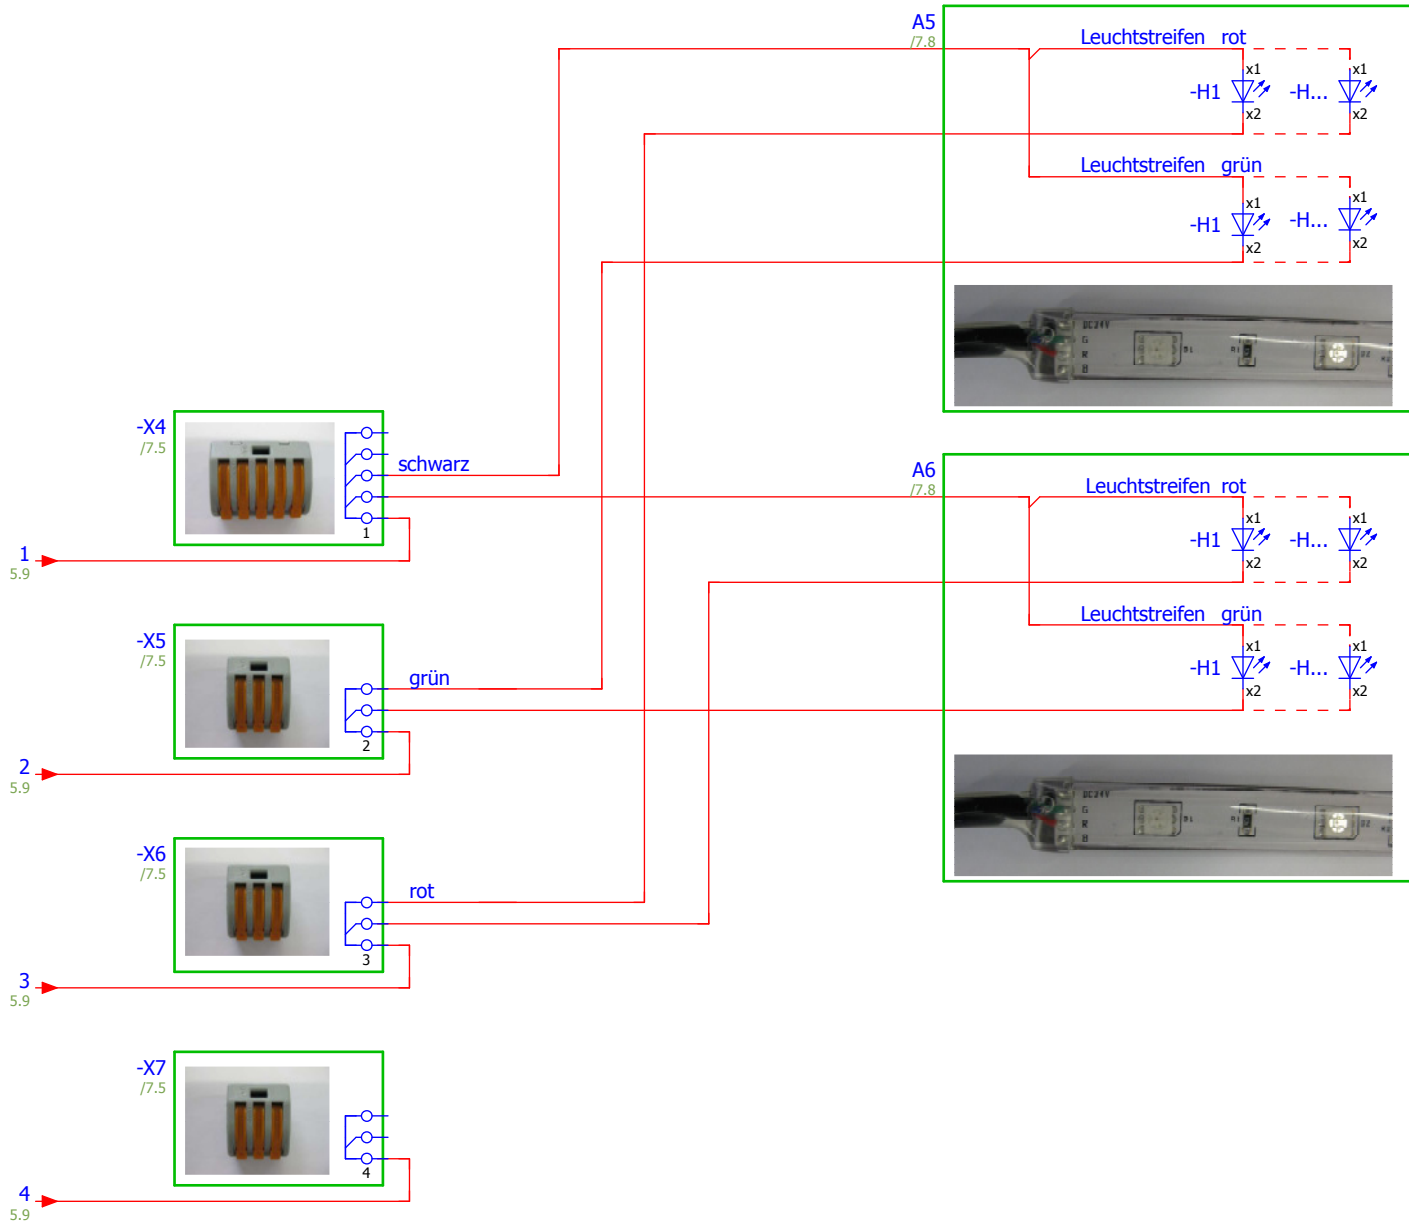 A5
/7.8
Leuchtstreifen rot
x1
x1
-H1
-H...
x2
x2
Leuchtstreifen grün
x1
x1
-H1
-H...
x2
x2
DC24V
G
R
B
-X4
/7.5
schwarz
1
1
5.9
A6
/7.8
Leuchtstreifen rot
x1
x1
-H1
-H...
x2
x2
Leuchtstreifen grün
x1
x1
-H1
-H...
x2
x2
DC24V
G
R
B
-X5
/7.5
grün
2
2
5.9
-X6
/7.5
rot
3
3
5.9
-X7
/7.5
4
4
5.9